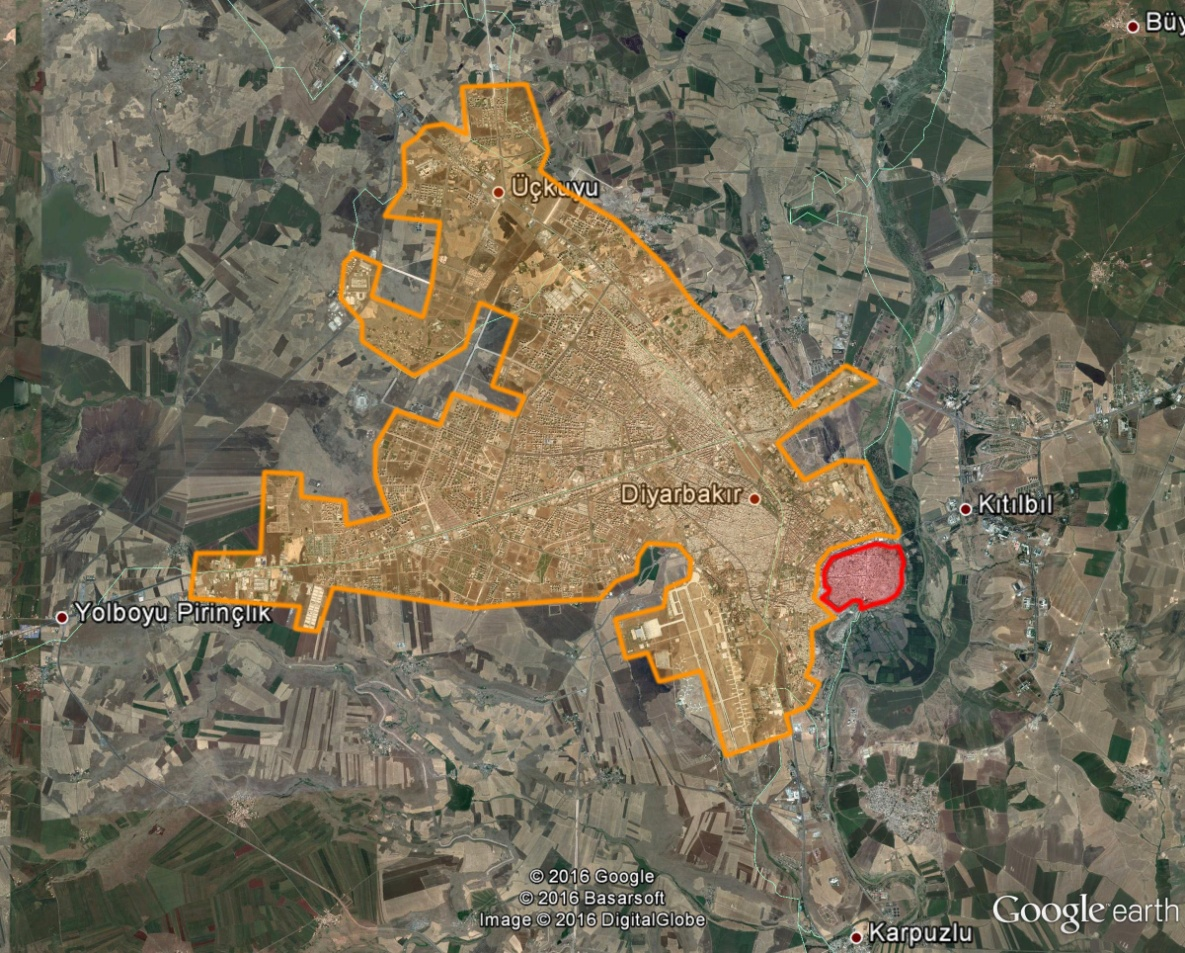 Büy
Üçkuyu
Diyarbakır
Kıtılbıl
Yolboyu Pirinçlik
© 2016 Google
© 2016 Basarsoft
Image © 2016 DigitalGlobe
Google earth
Karpuzlu